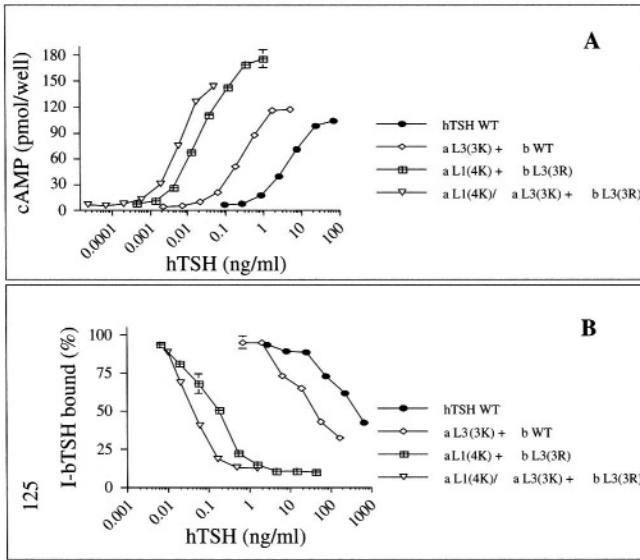 A
180
150
120
90
60
30
0
cAMP (pmol/well)
0.0001 0.001 0.01 0.1 1 10 100
hTSH (ng/ml)
hTSH WT
a L3(3K) + b WT
a L1(4K) + b L3(3R)
a L1(4K)/ a L3(3K) + b L3(3R)
B
100
75
50
25
0
125
I-bTSH bound (%)
0.001 0.01 0.1 1 10 100 1000
hTSH (ng/ml)
hTSH WT
a L3(3K) + b WT
a L1(4K) + b L3(3R)
a L1(4K)/ a L3(3K) + b L3(3R)